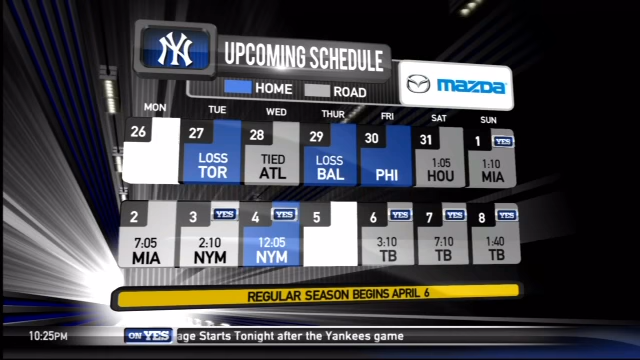 NY
UPCOMING SCHEDULE
HOME ROAD
mazda
MON TUE WED THUR FRI SAT SUN
26 27 28 29 30 31 1 YES
LOSS TIED LOSS 1:05 1:10
TOR ATL BAL PHI HOU MIA
2 3 YES 4 YES 5 6 YES 7 YES 8 YES
7:05 2:10 12:05 3:10 7:10 1:40
MIA NYM NYM TB TB TB
REGULAR SEASON BEGINS APRIL 6
10:25PM ON YES age Starts Tonight after the Yankees game